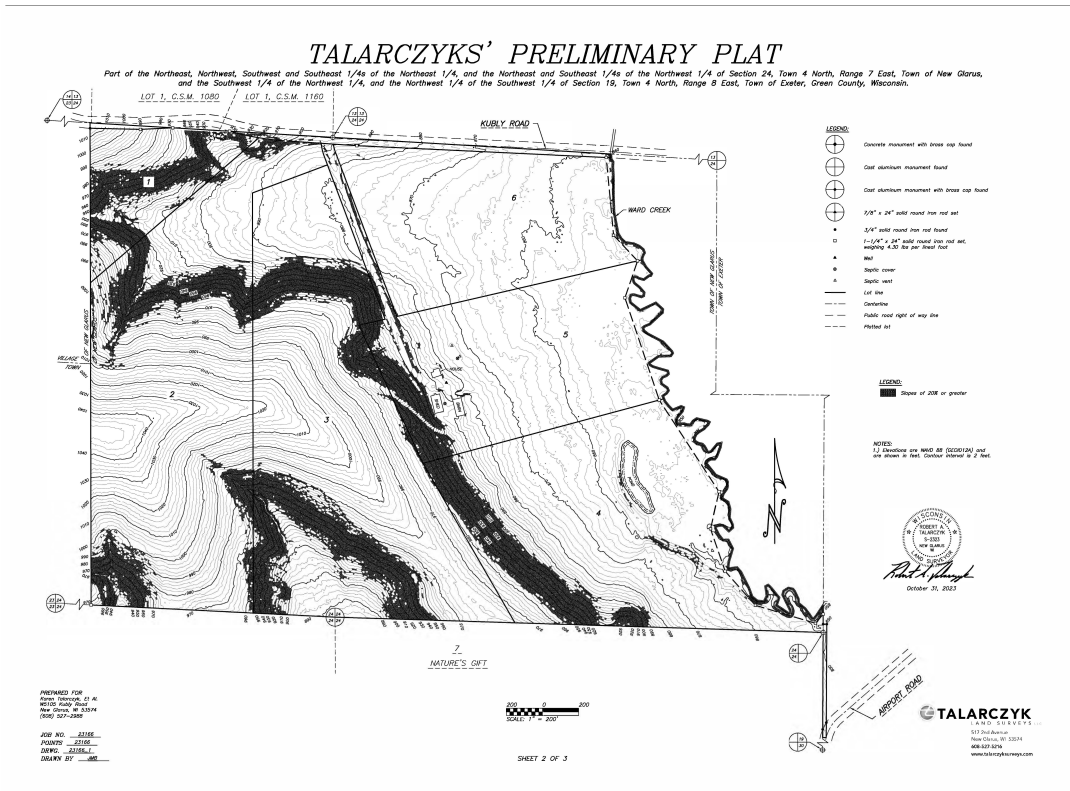 TALARCZYKS' PRELIMINARY PLAT
Part of the Northeast, Northwest, Southwest and Southeast 1/4s of the Northeast 1/4, and the Northeast and Southeast 1/4s of the Northwest 1/4 of Section 24, Town 4 North, Range 7 East, Town of New Glarus,
and the Southwest 1/4 of the Northwest 1/4, and the Northwest 1/4 of the Southwest 1/4 of Section 19, Town 4 North, Range 8 East, Town of Exeter, Green County, Wisconsin.
LOT 1, C.S.M. 1080
LOT 1, C.S.M. 1160
KUBLY ROAD
WARD CREEK
TOWN OF NEW GLARUS
TOWN OF EXETER
VILLAGE
TOWN
1
2
3
4
5
6
HOUSE
7
NATURE'S GIFT
AIRPORT ROAD
LEGEND:
Concrete monument with brass cap found
Cast aluminum monument found
Cast aluminum monument with brass cap found
7/8" x 24" solid round iron rod set
3/4" solid round iron rod found
1-1/4" x 24" solid round iron rod set,
weighing 4.30 lbs per lineal foot
Well
Septic cover
Septic vent
Lot line
Centerline
Public road right of way line
Platted lot
LEGEND:
Slopes of 20% or greater
NOTES:
1.) Elevations are NAVD 88 (GEOID12A) and
are shown in feet. Contour interval is 2 feet.
WISCONSIN
ROBERT A.
TALARCZYK
S-2323
NEW GLARUS
WI
LAND SURVEYOR
October 31, 2023
PREPARED FOR
Karen Talarczyk, Et Al.
W5105 Kubly Road
New Glarus, WI 53574
(608) 527-2988
JOB NO. 23166
POINTS 23166
DRWG. 23166_1
DRAWN BY JMB
200 0 200
SCALE: 1" = 200'
SHEET 2 OF 3
TALARCZYK
LAND SURVEYS LLC
517 2nd Avenue
New Glarus, WI 53574
608-527-5216
www.talarczyksurveys.com